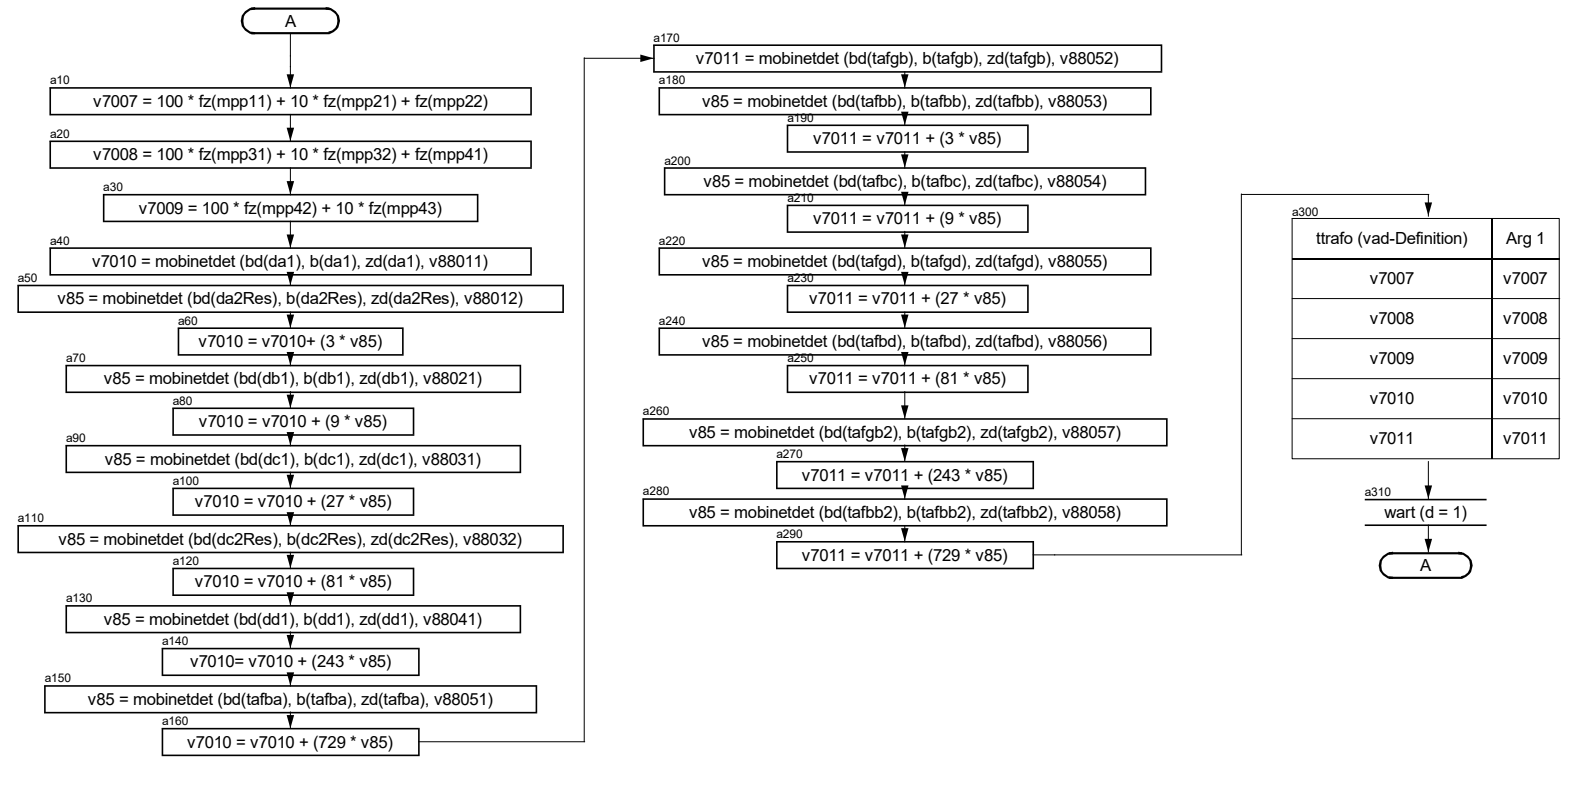 A
a10
v7007 = 100 * fz(mpp11) + 10 * fz(mpp21) + fz(mpp22)
a20
v7008 = 100 * fz(mpp31) + 10 * fz(mpp32) + fz(mpp41)
a30
v7009 = 100 * fz(mpp42) + 10 * fz(mpp43)
a40
v7010 = mobinetdet (bd(da1), b(da1), zd(da1), v88011)
a50
v85 = mobinetdet (bd(da2Res), b(da2Res), zd(da2Res), v88012)
a60
v7010 = v7010+ (3 * v85)
a70
v85 = mobinetdet (bd(db1), b(db1), zd(db1), v88021)
a80
v7010 = v7010 + (9 * v85)
a90
v85 = mobinetdet (bd(dc1), b(dc1), zd(dc1), v88031)
a100
v7010 = v7010 + (27 * v85)
a110
v85 = mobinetdet (bd(dc2Res), b(dc2Res), zd(dc2Res), v88032)
a120
v7010 = v7010 + (81 * v85)
a130
v85 = mobinetdet (bd(dd1), b(dd1), zd(dd1), v88041)
a140
v7010= v7010 + (243 * v85)
a150
v85 = mobinetdet (bd(tafba), b(tafba), zd(tafba), v88051)
a160
v7010 = v7010 + (729 * v85)
a170
v7011 = mobinetdet (bd(tafgb), b(tafgb), zd(tafgb), v88052)
a180
v85 = mobinetdet (bd(tafbb), b(tafbb), zd(tafbb), v88053)
a190
v7011 = v7011 + (3 * v85)
a200
v85 = mobinetdet (bd(tafbc), b(tafbc), zd(tafbc), v88054)
a210
v7011 = v7011 + (9 * v85)
a220
v85 = mobinetdet (bd(tafgd), b(tafgd), zd(tafgd), v88055)
a230
v7011 = v7011 + (27 * v85)
a240
v85 = mobinetdet (bd(tafbd), b(tafbd), zd(tafbd), v88056)
a250
v7011 = v7011 + (81 * v85)
a260
v85 = mobinetdet (bd(tafgb2), b(tafgb2), zd(tafgb2), v88057)
a270
v7011 = v7011 + (243 * v85)
a280
v85 = mobinetdet (bd(tafbb2), b(tafbb2), zd(tafbb2), v88058)
a290
v7011 = v7011 + (729 * v85)
a300
ttrafo (vad-Definition) Arg 1
v7007 v7007
v7008 v7008
v7009 v7009
v7010 v7010
v7011 v7011
a310
wart (d = 1)
A